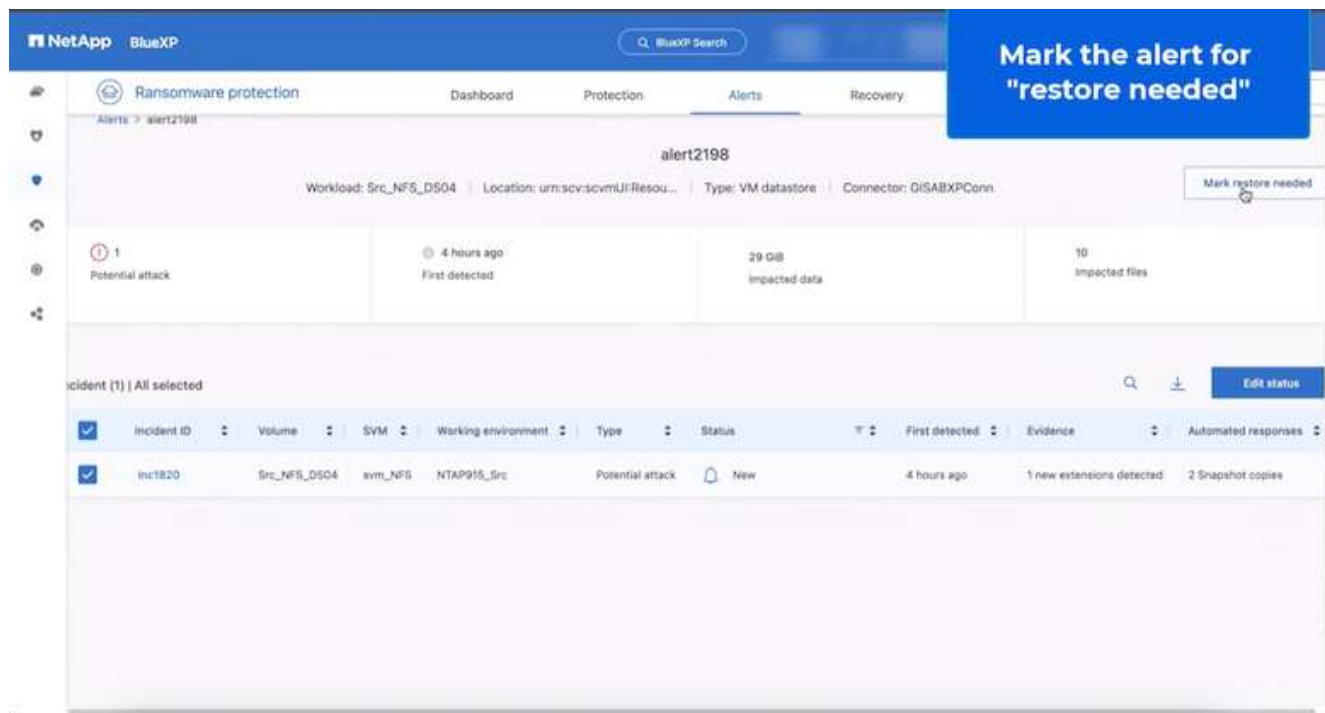 NetApp BlueXP
BlueXP Search
Mark the alert for
"restore needed"
Ransomware protection
Dashboard
Protection
Alerts
Recovery
Alerts > alert2198
alert2198
Workload: Src_NFS_DS04 | Location: urn:scv:scvmUI:Resou... | Type: VM datastore | Connector: GISABXPConn
Mark restore needed
1
Potential attack
4 hours ago
First detected
29 GiB
Impacted data
10
Impacted files
cident (1) | All selected
Edit status
Incident ID Volume SVM Working environment Type Status First detected Evidence Automated responses
inc1820 Src_NFS_DS04 svm_NFS NTAP915_Src Potential attack New 4 hours ago 1 new extensions detected 2 Snapshot copies